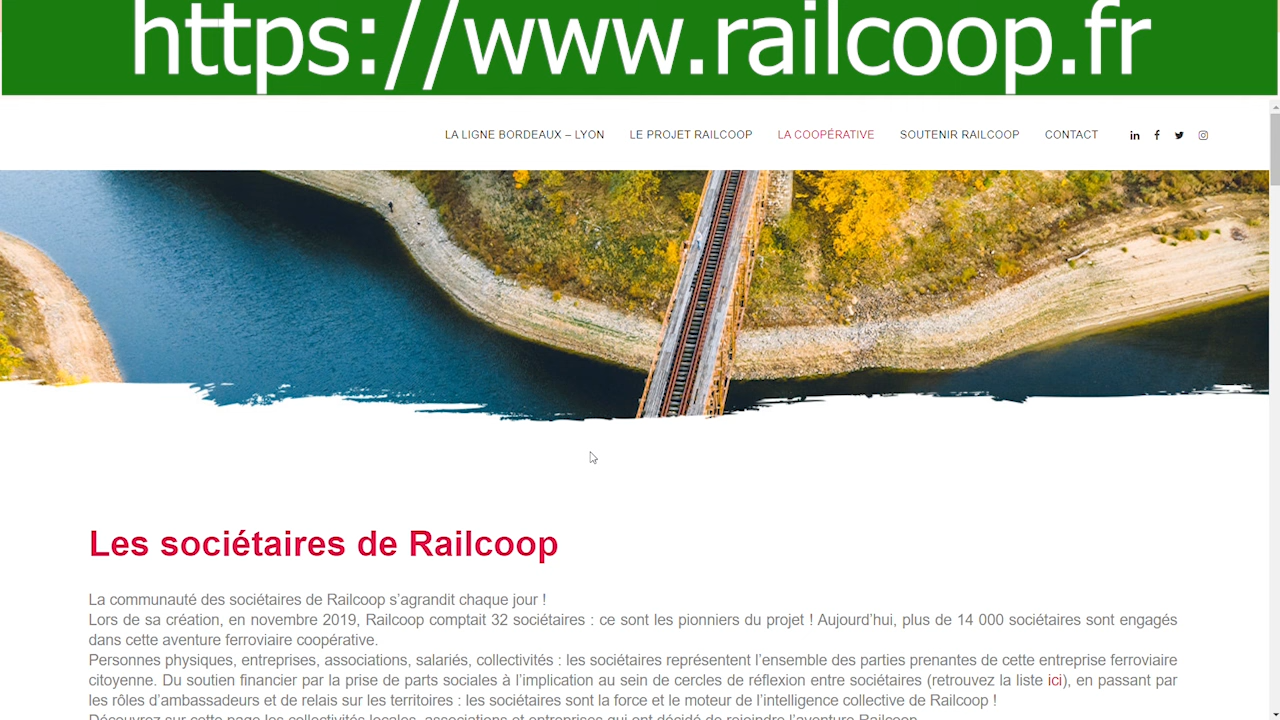 https://www.railcoop.fr
LA LIGNE BORDEAUX – LYON LE PROJET RAILCOOP LA COOPÉRATIVE SOUTENIR RAILCOOP CONTACT
Les sociétaires de Railcoop
La communauté des sociétaires de Railcoop s’agrandit chaque jour !
Lors de sa création, en novembre 2019, Railcoop comptait 32 sociétaires : ce sont les pionniers du projet ! Aujourd’hui, plus de 14 000 sociétaires sont engagés
dans cette aventure ferroviaire coopérative.
Personnes physiques, entreprises, associations, salariés, collectivités : les sociétaires représentent l’ensemble des parties prenantes de cette entreprise ferroviaire
citoyenne. Du soutien financier par la prise de parts sociales à l’implication au sein de cercles de réflexion entre sociétaires (retrouvez la liste ici), en passant par
les rôles d’ambassadeurs et de relais sur les territoires : les sociétaires sont la force et le moteur de l’intelligence collective de Railcoop !
Découvrez sur cette page les collectivités locales, associations et entreprises qui ont décidé de rejoindre l’aventure Railcoop.